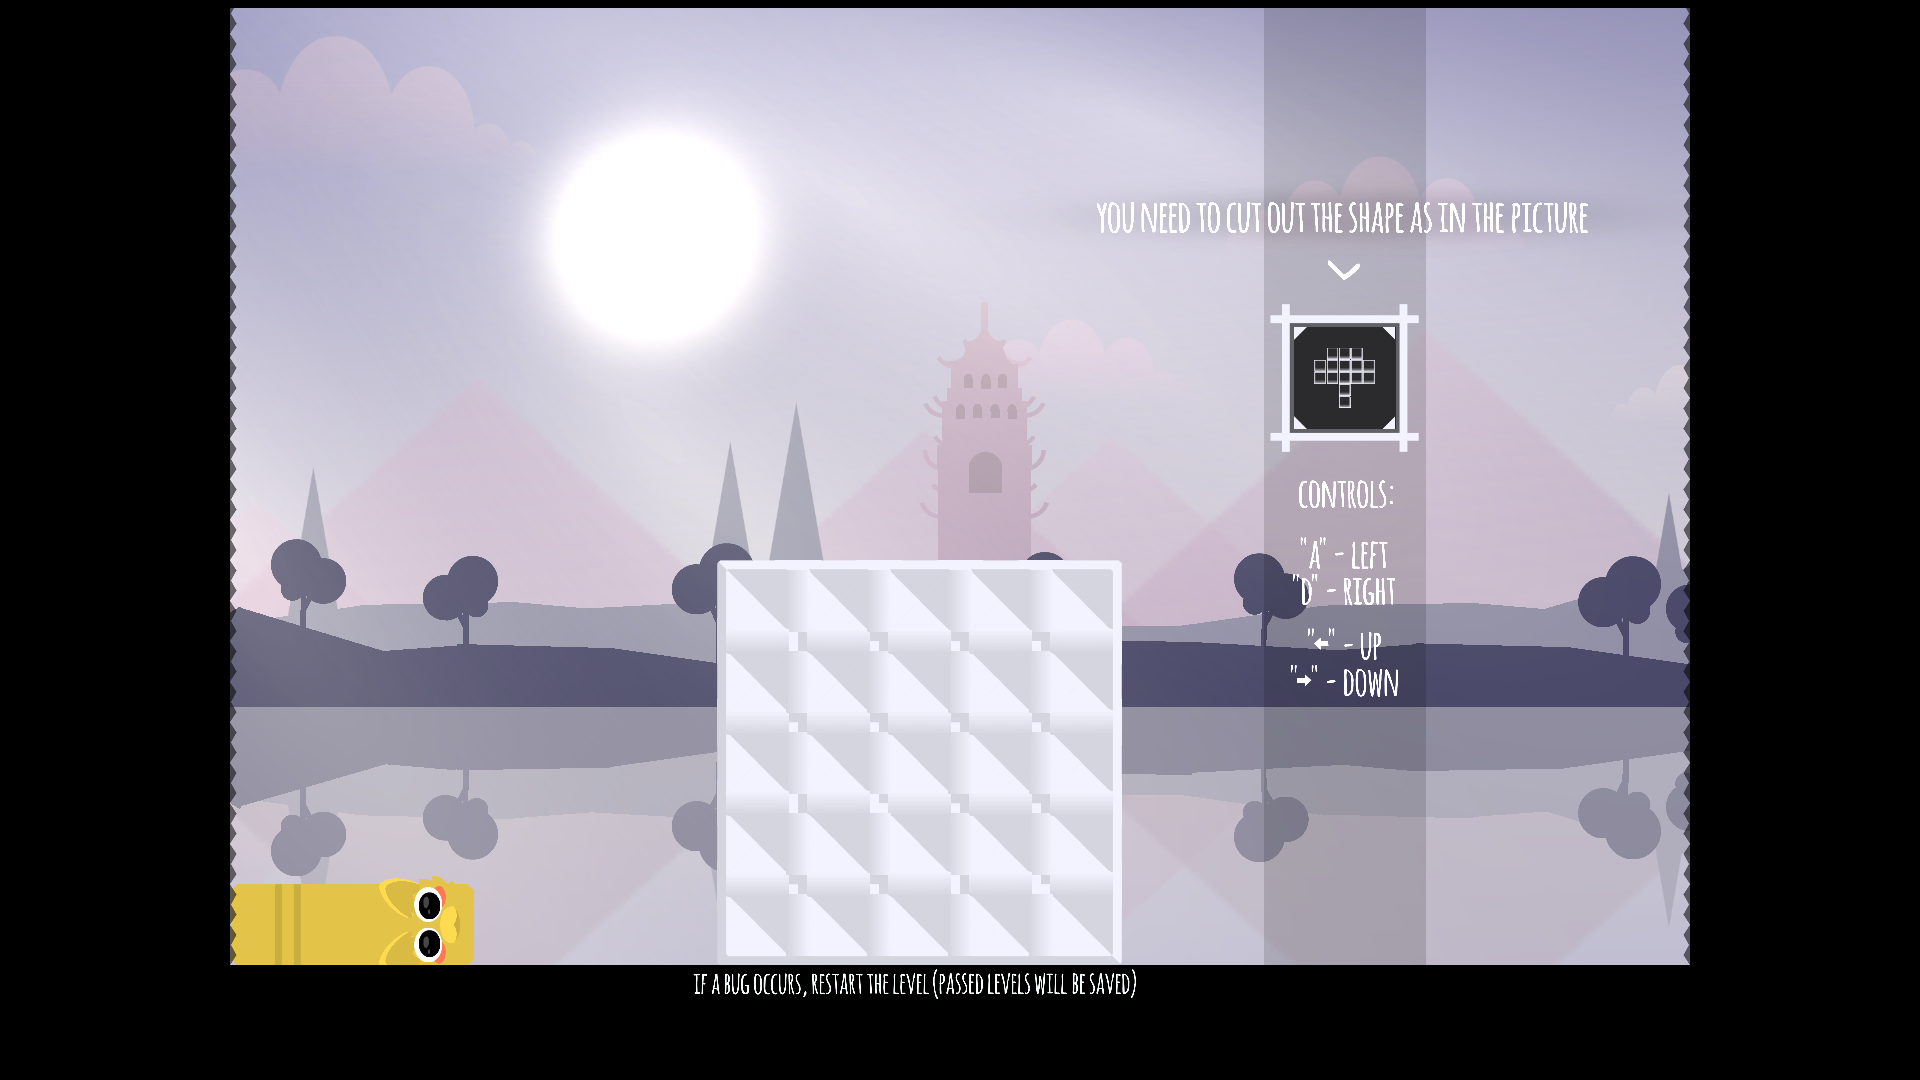 YOU NEED TO CUT OUT THE SHAPE AS IN THE PICTURE
CONTROLS:
"A" - LEFT
"D" - RIGHT
"←" - UP
"→" - DOWN
IF A BUG OCCURS, RESTART THE LEVEL (PASSED LEVELS WILL BE SAVED)